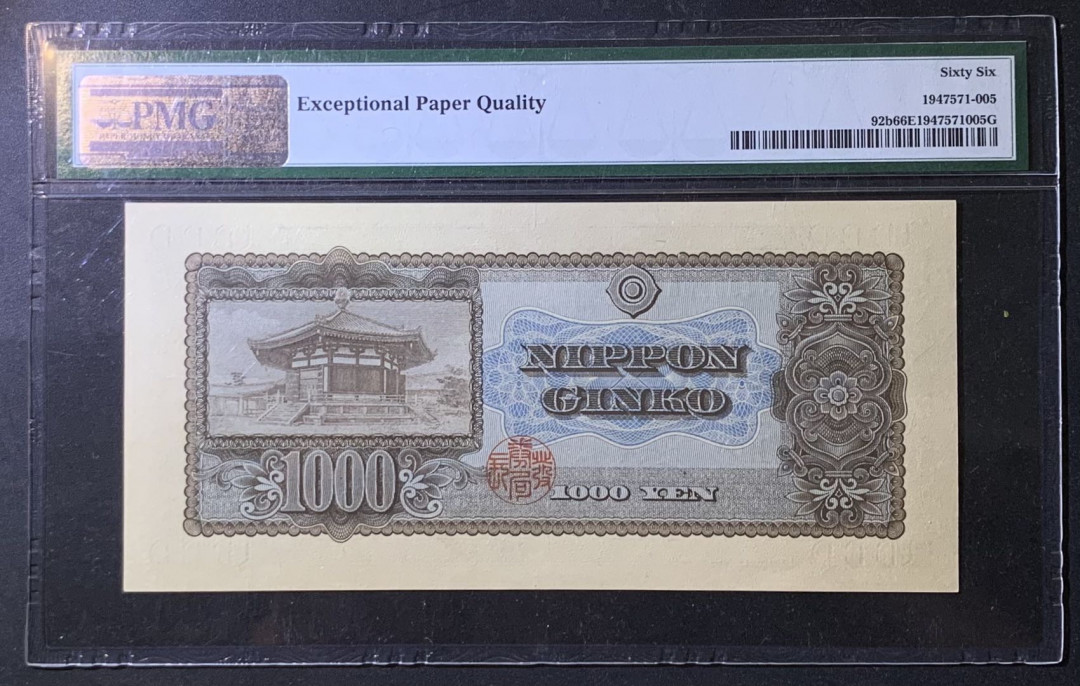 PMG
Exceptional Paper Quality
Sixty Six
1947571-005
92b66E1947571005G
NIPPON
GINKO
1000
1000 YEN